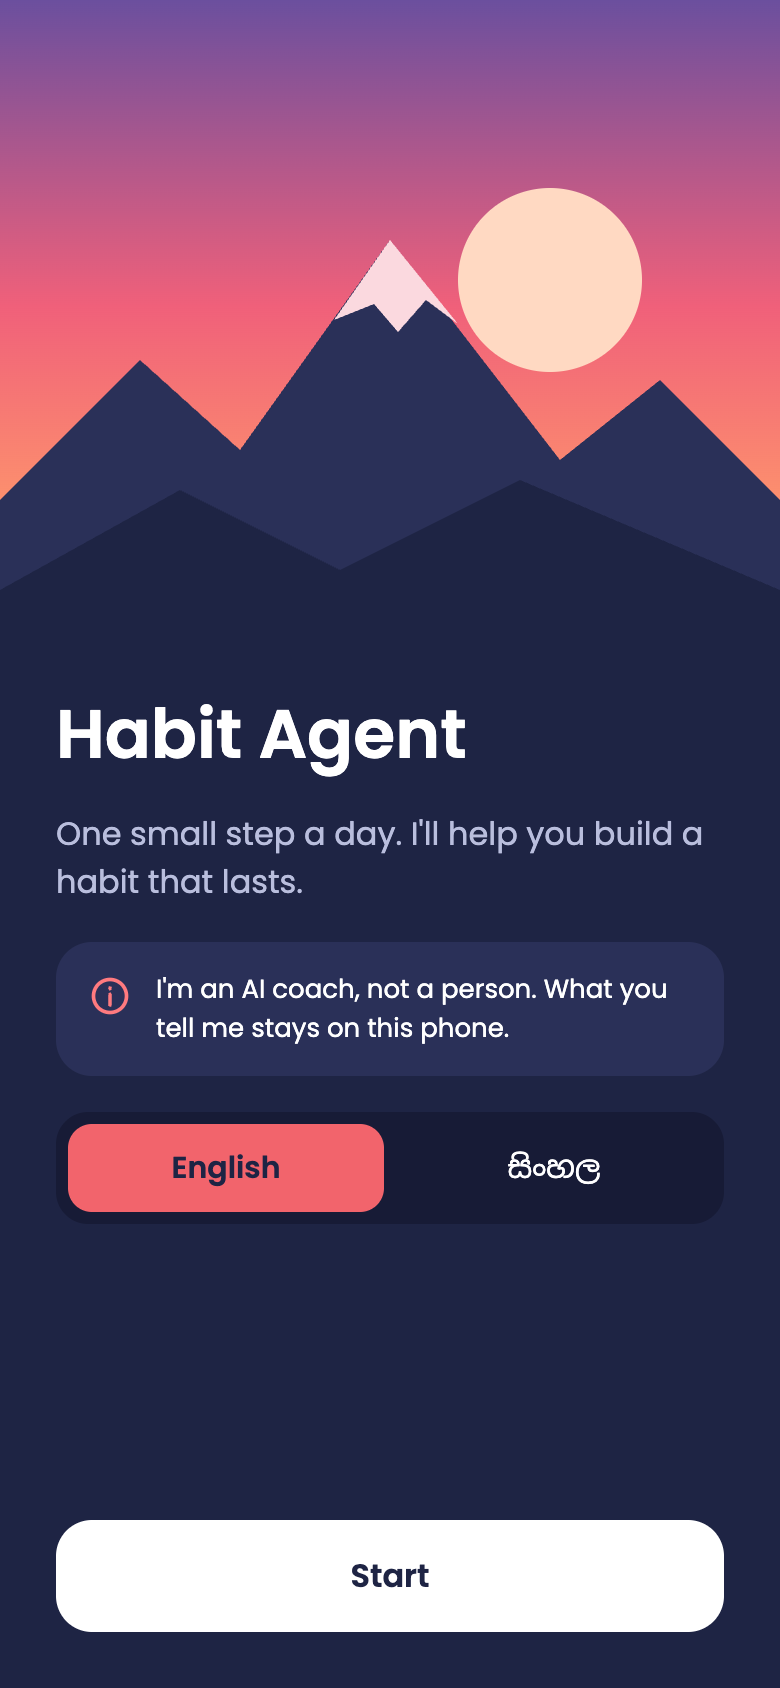 Habit Agent
One small step a day. I'll help you build a
habit that lasts.
I'm an AI coach, not a person. What you
tell me stays on this phone.
English
සිංහල
Start